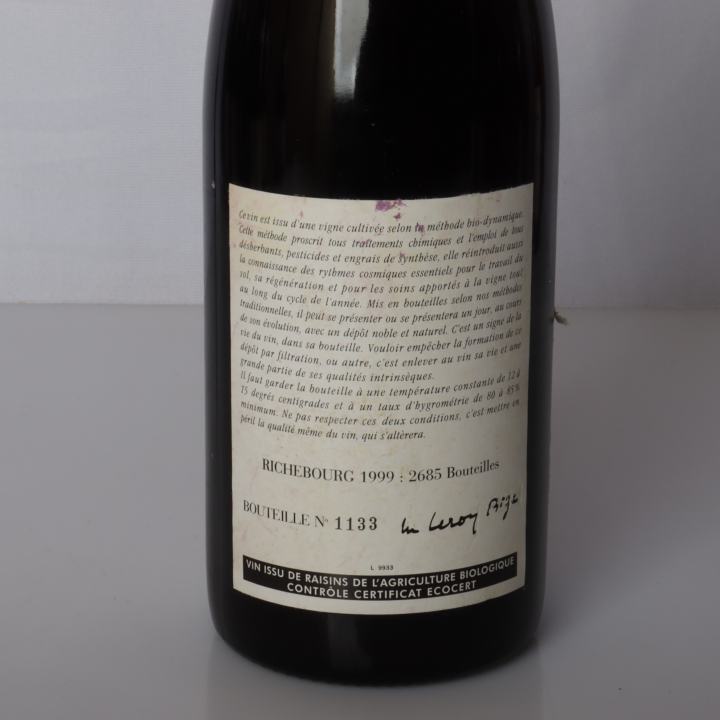 Ce vin est issu d'une vigne cultivée selon la méthode bio-dynamique.
Cette méthode proscrit tous traitements chimiques et l'emploi de tous
désherbants, pesticides et engrais de synthèse, elle réintroduit aussi
la connaissance des rythmes cosmiques essentiels pour le travail du
sol, sa régénération et pour les soins apportés à la vigne tout
au long du cycle de l'année. Mis en bouteilles selon nos méthodes
traditionnelles, il peut se présenter ou se présentera un jour, au cours
de son évolution, avec un dépôt noble et naturel. C'est un signe de la
vie du vin, dans sa bouteille. Vouloir empêcher la formation de ce
dépôt par filtration, ou autre, c'est enlever au vin sa vie et une
grande partie de ses qualités intrinsèques.
Il faut garder la bouteille à une température constante de 12 à
15 degrés centigrades et à un taux d'hygrométrie de 80 à 85%
minimum. Ne pas respecter ces deux conditions, c'est mettre en
péril la qualité même du vin, qui s'altèrera.
RICHEBOURG 1999 : 2685 Bouteilles
BOUTEILLE N° 1133 Leroy Bize
L 9933
VIN ISSU DE RAISINS DE L'AGRICULTURE BIOLOGIQUE
CONTRÔLE CERTIFICAT ECOCERT